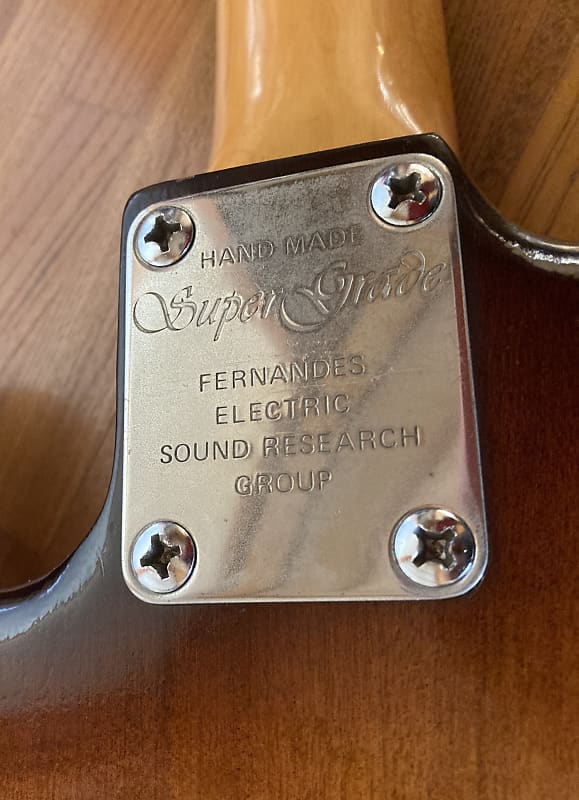 HAND MADE
Super Grade
FERNANDES
ELECTRIC
SOUND RESEARCH
GROUP